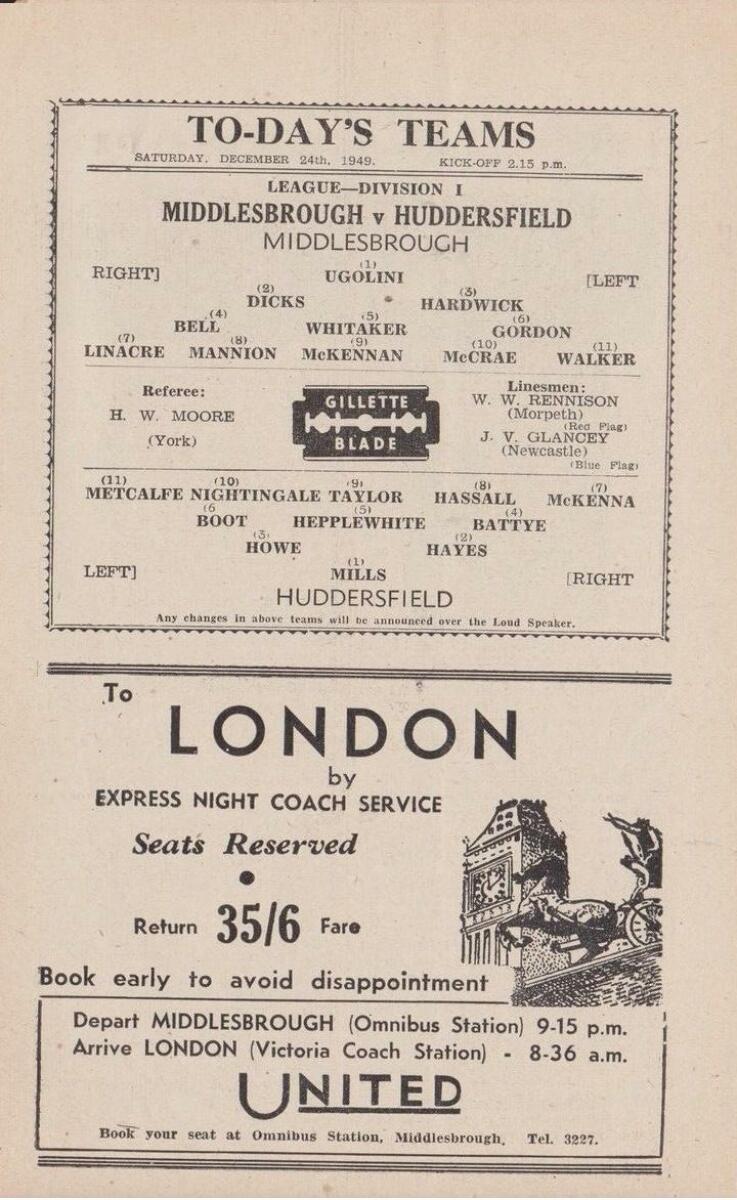 TO-DAY'S TEAMS
SATURDAY, DECEMBER 24th, 1949. KICK-OFF 2.15 p.m.
LEAGUE—DIVISION I
MIDDLESBROUGH v HUDDERSFIELD
MIDDLESBROUGH
(1)
RIGHT] UGOLINI [LEFT
(2) (3)
DICKS HARDWICK
(4) (5) (6)
BELL WHITAKER GORDON
(7) (8) (9) (10) (11)
LINACRE MANNION McKENNAN McCRAE WALKER
Referee:
H. W. MOORE
(York)
GILLETTE
BLADE
Linesmen:
W. W. RENNISON
(Morpeth)
(Red Flag)
J. V. GLANCEY
(Newcastle)
(Blue Flag)
(11) (10) (9) (8) (7)
METCALFE NIGHTINGALE TAYLOR HASSALL McKENNA
(6 (5) (4)
BOOT HEPPLEWHITE BATTYE
(3) (2)
HOWE HAYES
(1)
LEFT] MILLS [RIGHT
HUDDERSFIELD
Any changes in above teams will be announced over the Loud Speaker.
To
LONDON
by
EXPRESS NIGHT COACH SERVICE
Seats Reserved
Return 35/6 Fare
Book early to avoid disappointment
Depart MIDDLESBROUGH (Omnibus Station) 9-15 p.m.
Arrive LONDON (Victoria Coach Station) - 8-36 a.m.
UNITED
Book your seat at Omnibus Station, Middlesbrough. Tel. 3227.